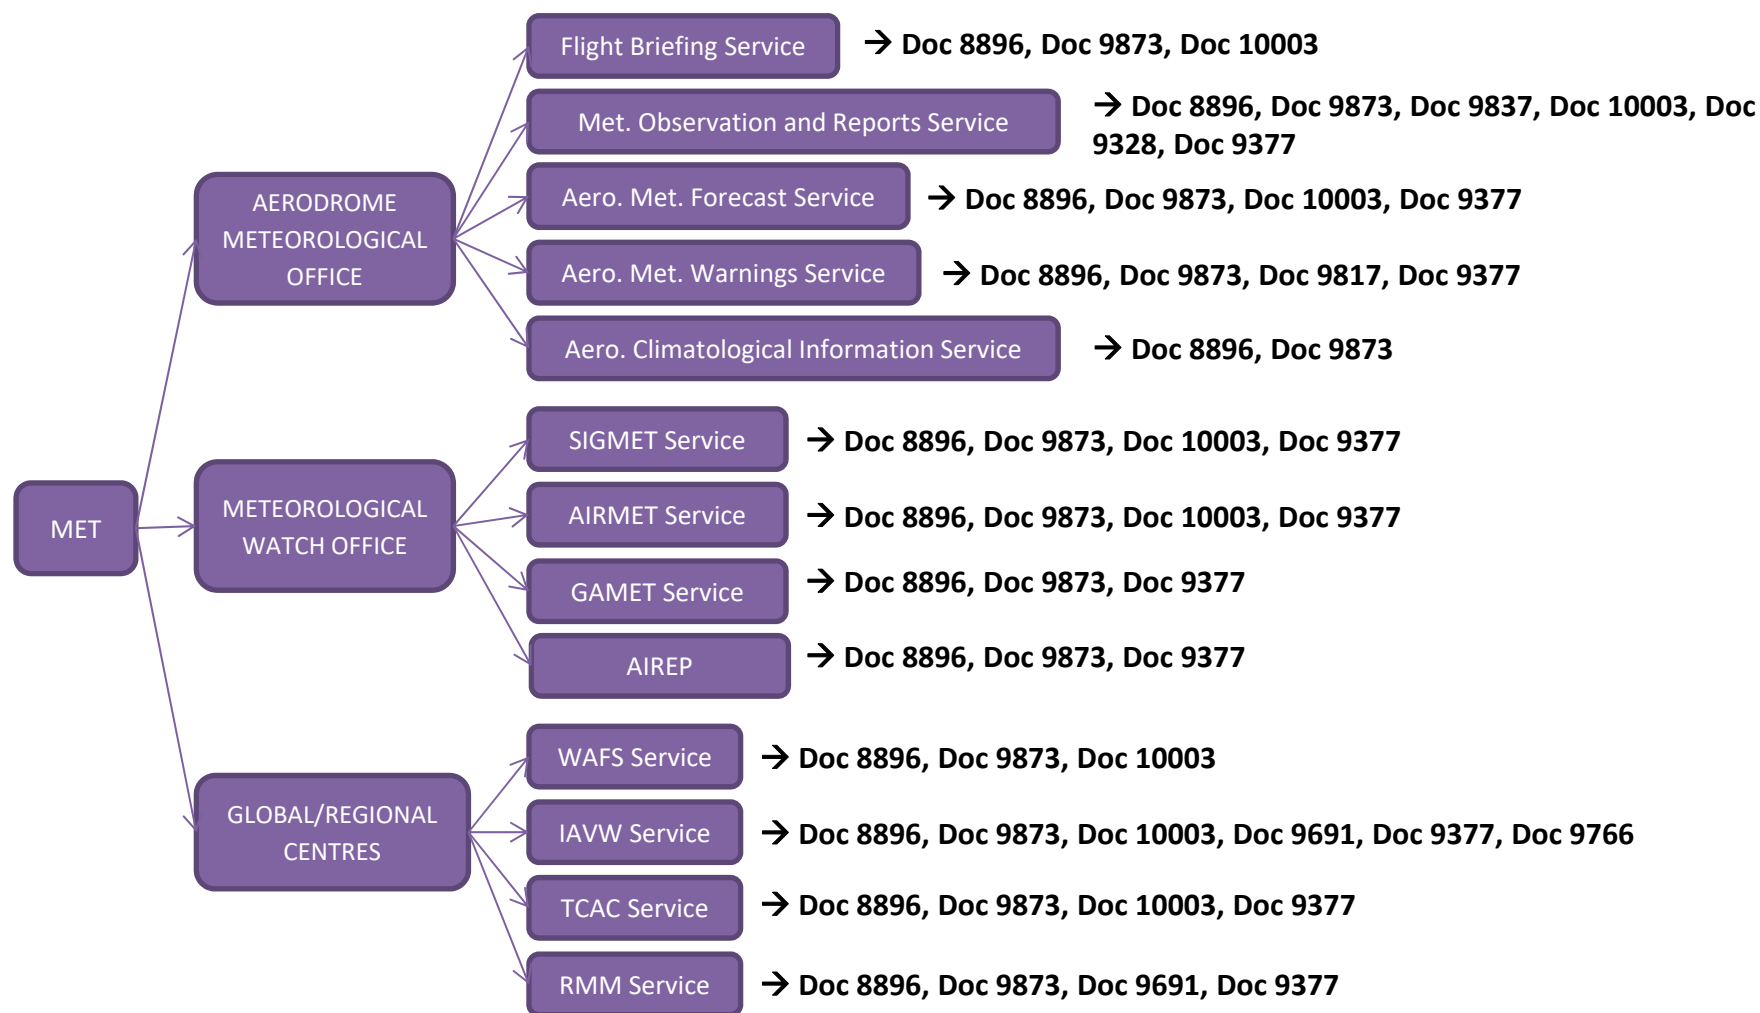 MET
AERODROME
METEOROLOGICAL
OFFICE
Flight Briefing Service
→ Doc 8896, Doc 9873, Doc 10003
Met. Observation and Reports Service
→ Doc 8896, Doc 9873, Doc 9837, Doc 10003, Doc
9328, Doc 9377
Aero. Met. Forecast Service
→ Doc 8896, Doc 9873, Doc 10003, Doc 9377
Aero. Met. Warnings Service
→ Doc 8896, Doc 9873, Doc 9817, Doc 9377
Aero. Climatological Information Service
→ Doc 8896, Doc 9873
METEOROLOGICAL
WATCH OFFICE
SIGMET Service
→ Doc 8896, Doc 9873, Doc 10003, Doc 9377
AIRMET Service
→ Doc 8896, Doc 9873, Doc 10003, Doc 9377
GAMET Service
→ Doc 8896, Doc 9873, Doc 9377
AIREP
→ Doc 8896, Doc 9873, Doc 9377
GLOBAL/REGIONAL
CENTRES
WAFS Service
→ Doc 8896, Doc 9873, Doc 10003
IAVW Service
→ Doc 8896, Doc 9873, Doc 10003, Doc 9691, Doc 9377, Doc 9766
TCAC Service
→ Doc 8896, Doc 9873, Doc 10003, Doc 9377
RMM Service
→ Doc 8896, Doc 9873, Doc 9691, Doc 9377